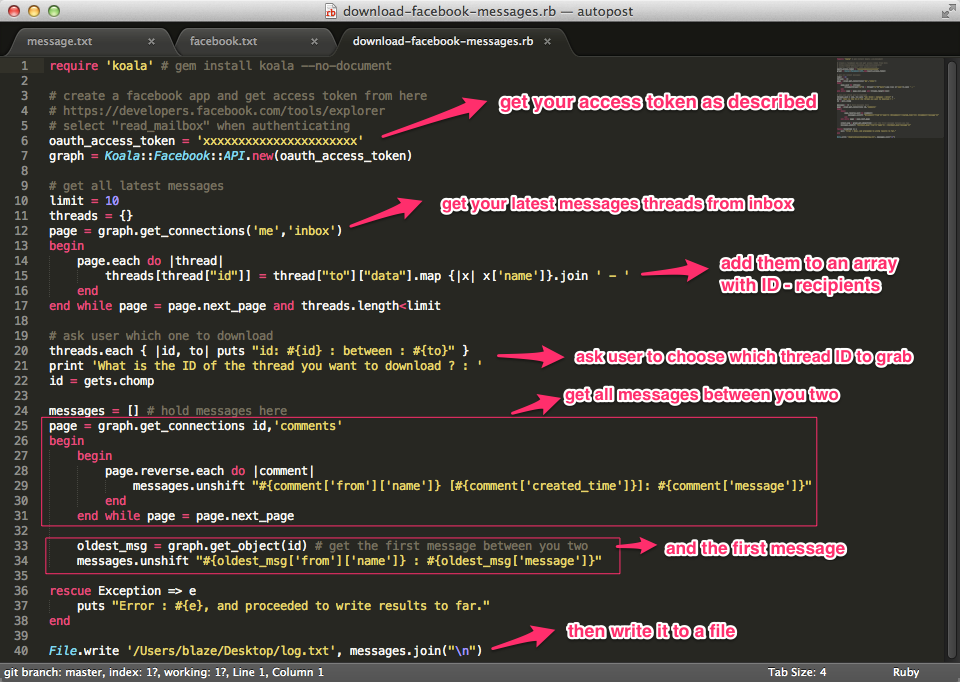 download-facebook-messages.rb — autopost
message.txt × facebook.txt × download-facebook-messages.rb ×
1 require 'koala' # gem install koala --no-document
2
3 # create a facebook app and get access token from here
4 # https://developers.facebook.com/tools/explorer
get your access token as described
5 # select "read_mailbox" when authenticating
6 oauth_access_token = 'xxxxxxxxxxxxxxxxxxxxxx'
7 graph = Koala::Facebook::API.new(oauth_access_token)
8
9 # get all latest messages
10 limit = 10
get your latest messages threads from inbox
11 threads = {}
12 page = graph.get_connections('me','inbox')
13 begin
14 page.each do |thread|
15 threads[thread["id"]] = thread["to"]["data"].map {|x| x['name']}.join ' - '
add them to an array
with ID - recipients
16 end
17 end while page = page.next_page and threads.length<limit
18
19 # ask user which one to download
20 threads.each { |id, to| puts "id: #{id} : between : #{to}" }
ask user to choose which thread ID to grab
21 print 'What is the ID of the thread you want to download ? : '
22 id = gets.chomp
23
get all messages between you two
24 messages = [] # hold messages here
25 page = graph.get_connections id,'comments'
26 begin
27 begin
28 page.reverse.each do |comment|
29 messages.unshift "#{comment['from']['name']} [#{comment['created_time']}]: #{comment['message']}"
30 end
31 end while page = page.next_page
32
33 oldest_msg = graph.get_object(id) # get the first message between you two
and the first message
34 messages.unshift "#{oldest_msg['from']['name']} : #{oldest_msg['message']}"
35
36 rescue Exception => e
37 puts "Error : #{e}, and proceeded to write results to far."
38 end
39
then write it to a file
40 File.write '/Users/blaze/Desktop/log.txt', messages.join("\n")
git branch: master, index: 1?, working: 1?, Line 1, Column 1 Tab Size: 4 Ruby